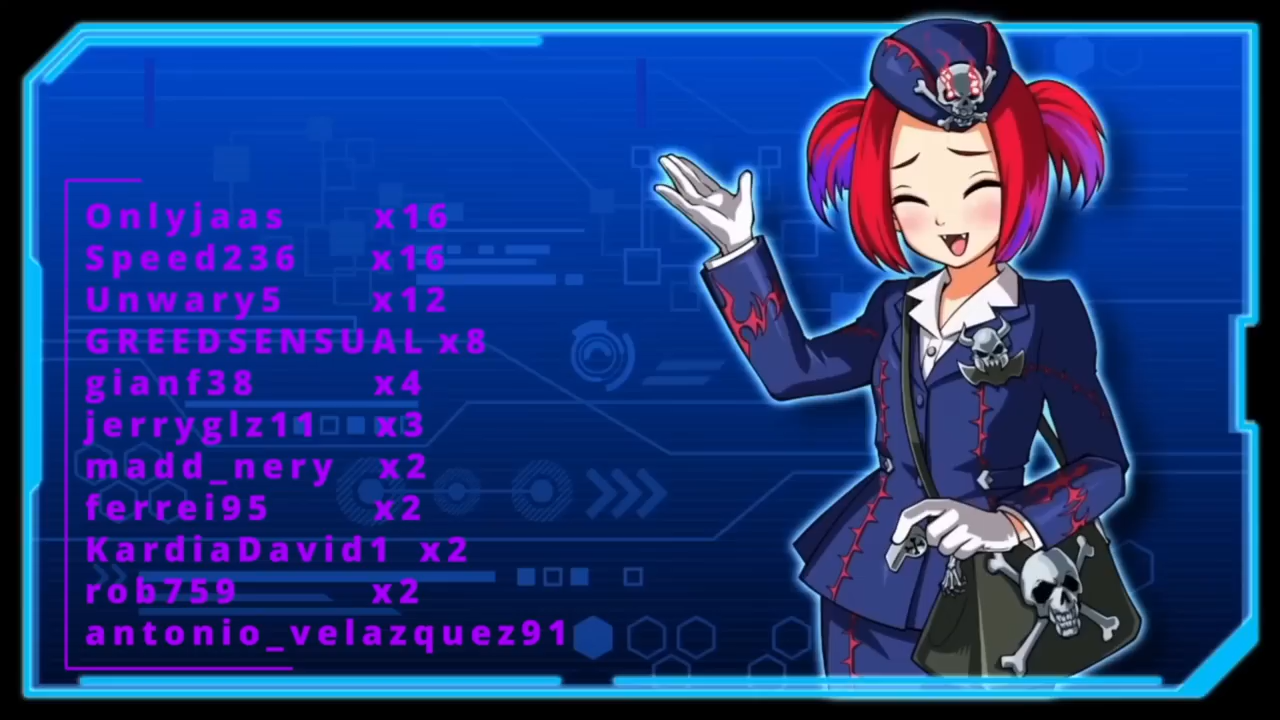 Onlyjaas x16
Speed236 x16
Unwary5 x12
GREEDSENSUAL x8
gianf38 x4
jerryglz11 x3
madd_nery x2
ferrei95 x2
KardiaDavid1 x2
rob759 x2
antonio_velazquez91